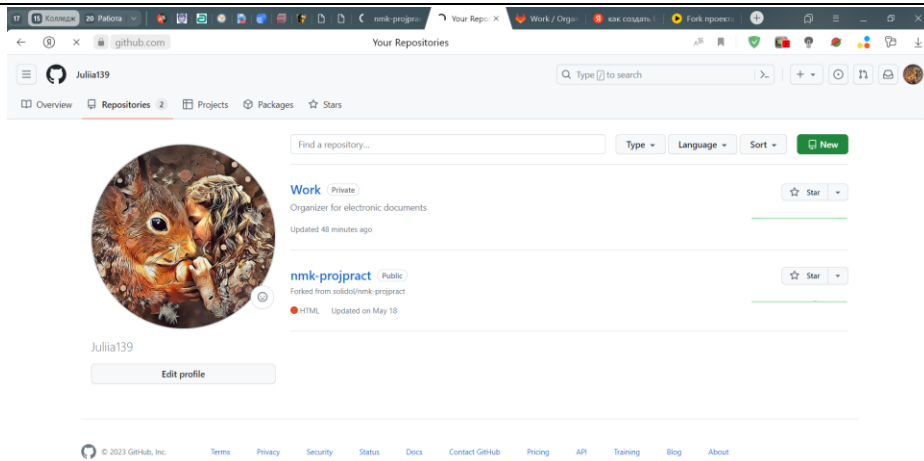 17 15 Колледж 20 Работа nmk-projprac Your Repo: Work / Organ как создать Fork проекта
github.com Your Repositories
Juliia139 Type / to search
Overview Repositories 2 Projects Packages Stars
Find a repository... Type Language Sort New
Work Private Star
Organizer for electronic documents
Updated 48 minutes ago
nmk-projpract Public Star
Forked from solidol/nmk-projpract
HTML Updated on May 18
Juliia139
Edit profile
© 2023 GitHub, Inc. Terms Privacy Security Status Docs Contact GitHub Pricing API Training Blog About